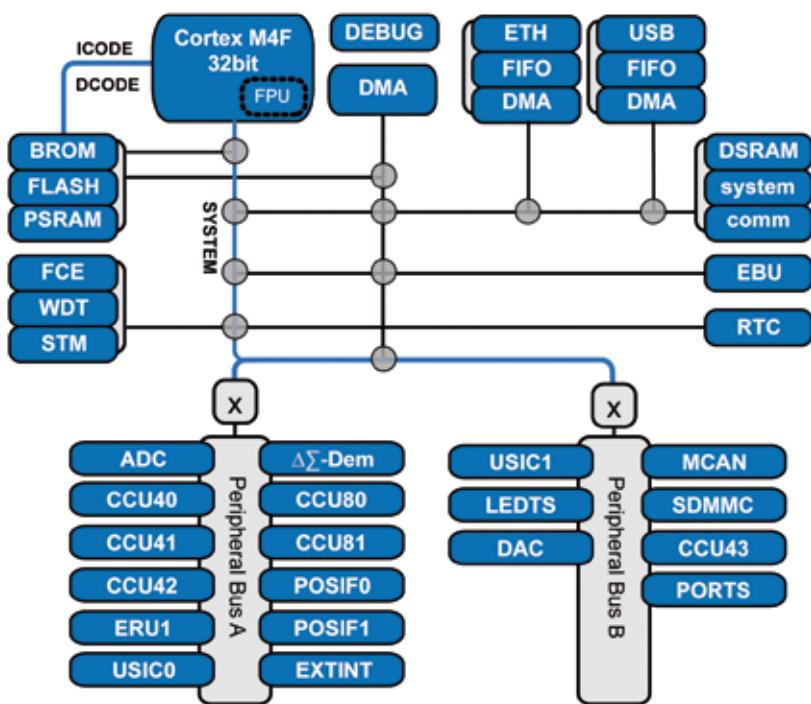 ICODE
DCODE
Cortex M4F
32bit
FPU
DEBUG
DMA
ETH
FIFO
DMA
USB
FIFO
DMA
BROM
FLASH
PSRAM
SYSTEM
DSRAM
system
comm
FCE
WDT
STM
EBU
RTC
X
X
ADC
CCU40
CCU41
CCU42
ERU1
USIC0
Peripheral Bus A
Δ∑-Dem
CCU80
CCU81
POSIF0
POSIF1
EXTINT
USIC1
LEDTS
DAC
Peripheral Bus B
MCAN
SDMMC
CCU43
PORTS